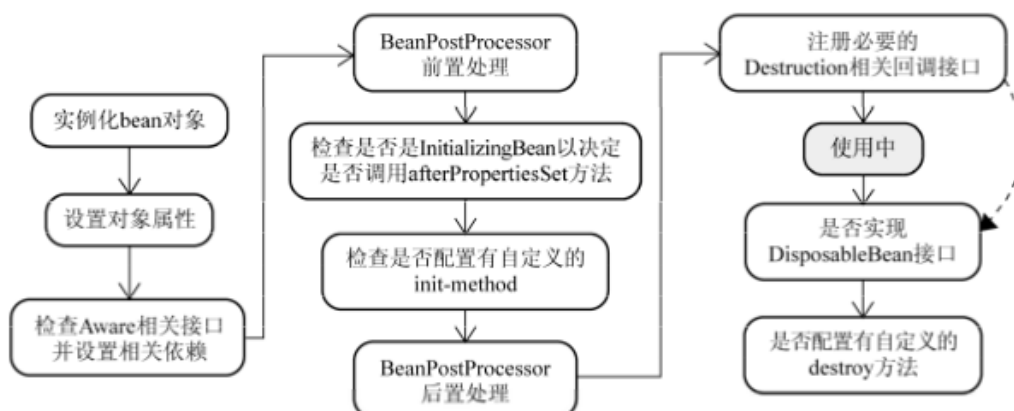 实例化bean对象
设置对象属性
检查Aware相关接口
并设置相关依赖
BeanPostProcessor
前置处理
检查是否是InitializingBean以决定
是否调用afterPropertiesSet方法
检查是否配置有自定义的
init-method
BeanPostProcessor
后置处理
注册必要的
Destruction相关回调接口
使用中
是否实现
DisposableBean接口
是否配置有自定义的
destroy方法